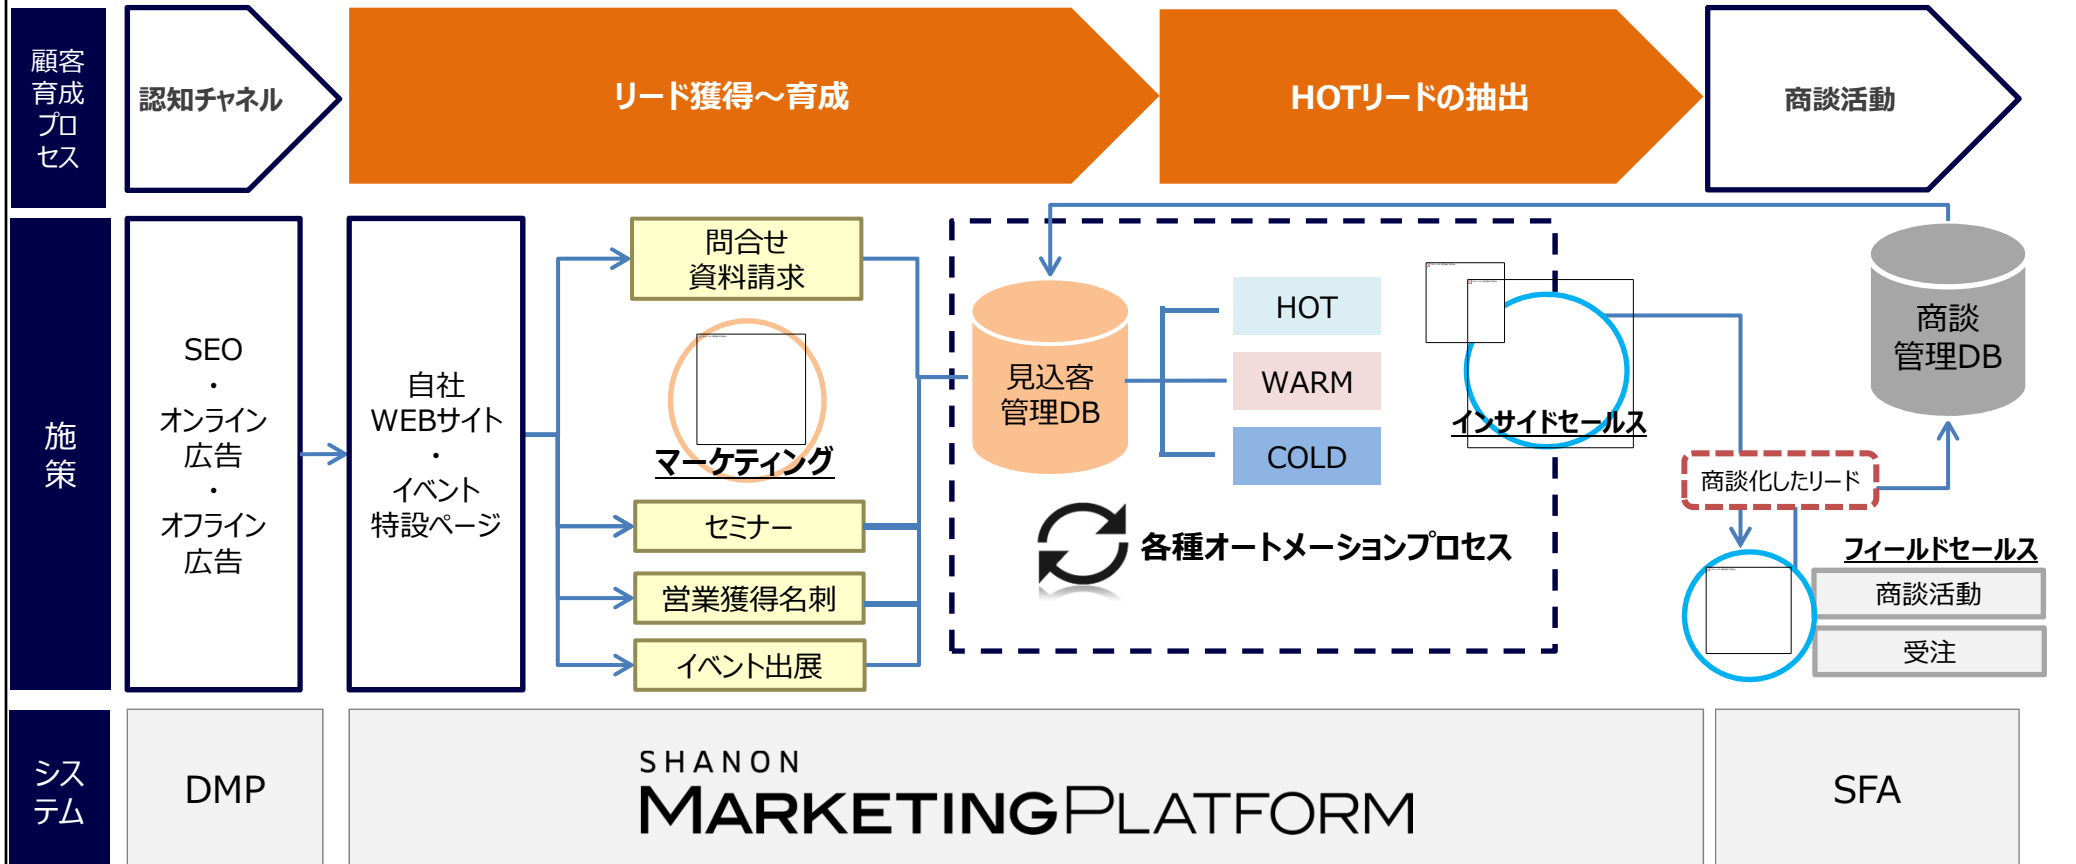 顧客
育成
プロ
セス
認知チャネル
リード獲得～育成
HOTリードの抽出
商談活動
施
策
SEO
・
オンライン
広告
・
オフライン
広告
自社
WEBサイト
・
イベント
特設ページ
問合せ
資料請求
マーケティング
セミナー
営業獲得名刺
イベント出展
見込客
管理DB
HOT
WARM
COLD
各種オートメーションプロセス
インサイドセールス
商談
管理DB
商談化したリード
フィールドセールス
商談活動
受注
シス
テム
DMP
SHANON
MARKETINGPLATFORM
SFA